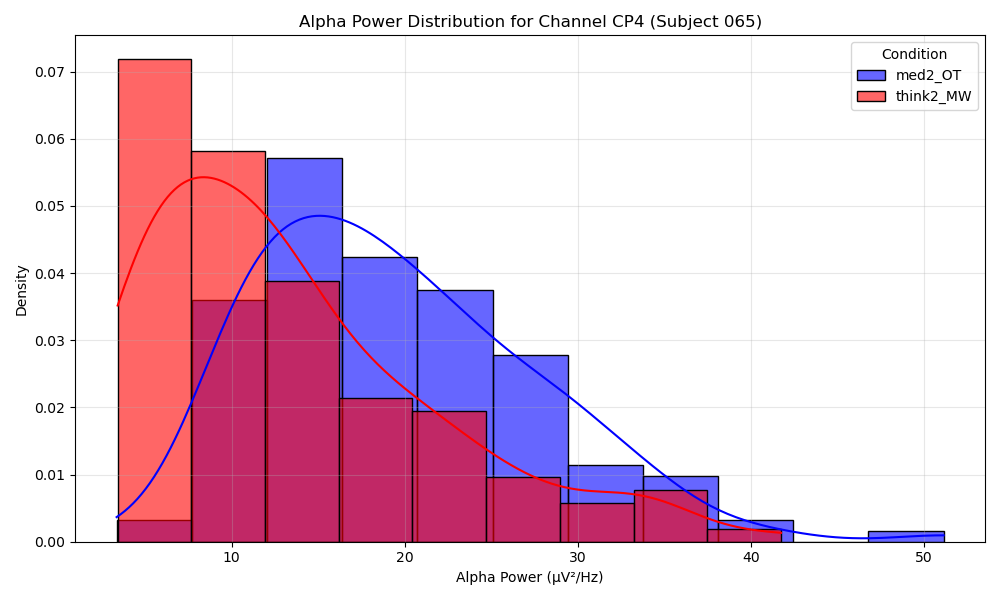 Alpha Power Distribution for Channel CP4 (Subject 065)
Condition
med2_OT
think2_MW
Density
0.07
0.06
0.05
0.04
0.03
0.02
0.01
0.00
10
20
30
40
50
Alpha Power (µV²/Hz)